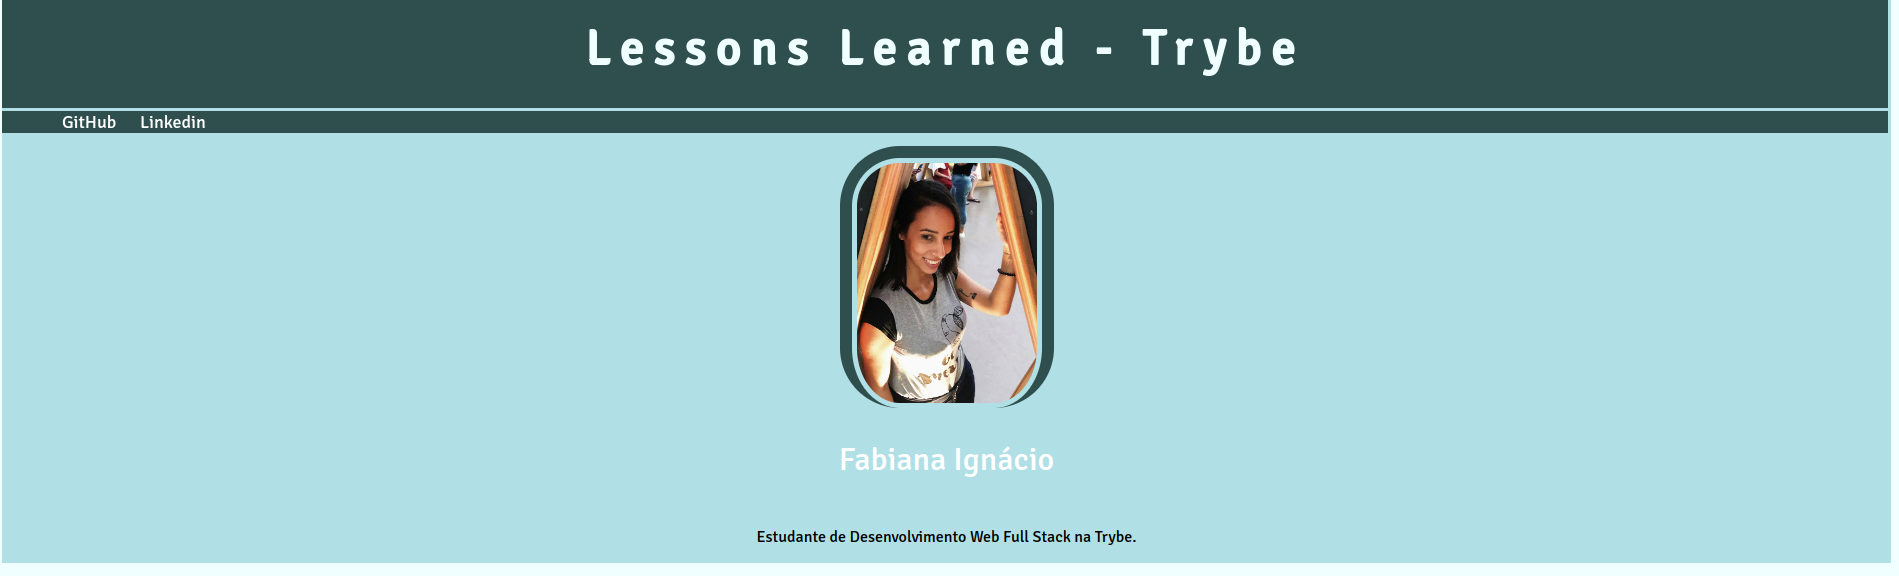 Lessons Learned - Trybe
GitHub Linkedin
Fabiana Ignácio
Estudante de Desenvolvimento Web Full Stack na Trybe.